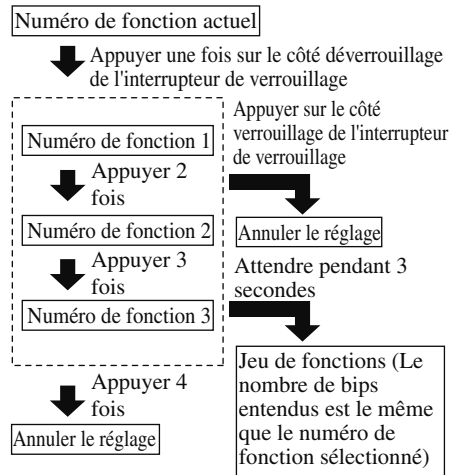 Numéro de fonction actuel
Appuyer une fois sur le côté déverrouillage
de l'interrupteur de verrouillage
Appuyer sur le côté
verrouillage de l'interrupteur
de verrouillage
Numéro de fonction 1
Appuyer 2
fois
Numéro de fonction 2
Annuler le réglage
Appuyer 3
fois
Attendre pendant 3
secondes
Numéro de fonction 3
Jeu de fonctions (Le
nombre de bips
entendus est le même
que le numéro de
fonction sélectionné)
Appuyer 4
fois
Annuler le réglage